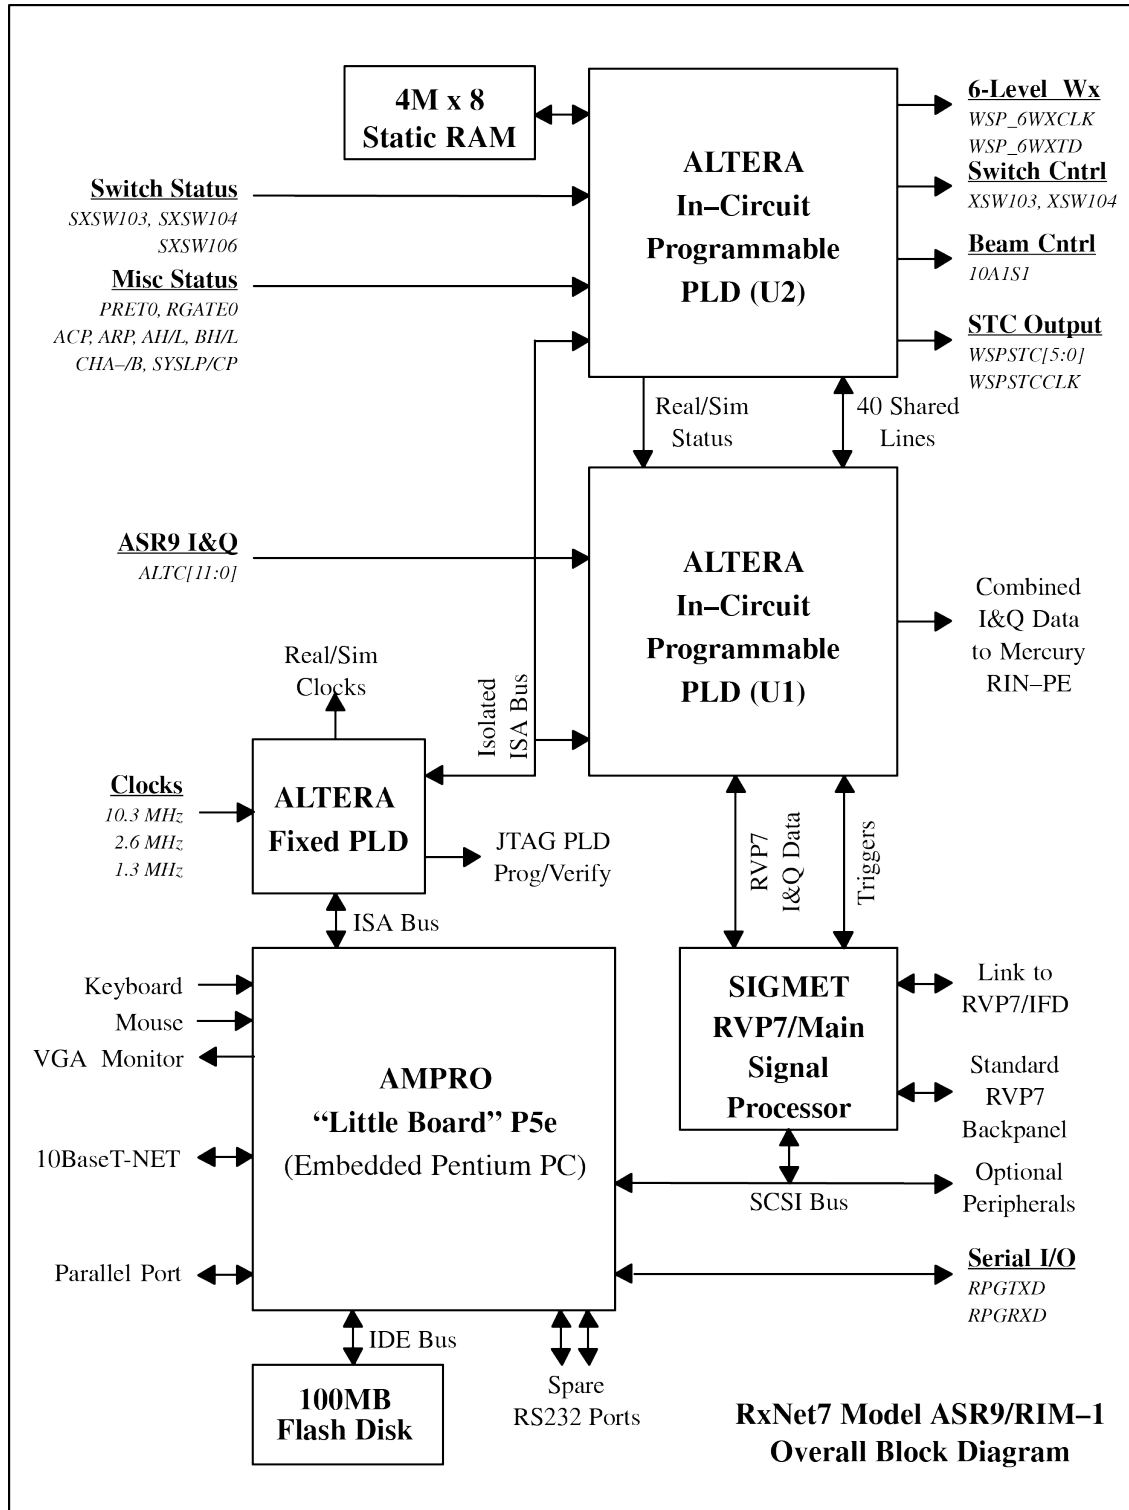 4M x 8
Static RAM
ALTERA
In–Circuit
Programmable
PLD (U2)
6-Level Wx
WSP_6WXCLK
WSP_6WXTD
Switch Cntrl
XSW103, XSW104
Beam Cntrl
10A1S1
STC Output
WSPSTC[5:0]
WSPSTCCLK
Switch Status
SXSW103, SXSW104
SXSW106
Misc Status
PRET0, RGATE0
ACP, ARP, AH/L, BH/L
CHA–/B, SYSLP/CP
Real/Sim
Status
40 Shared
Lines
ASR9 I&Q
ALTC[11:0]
ALTERA
In–Circuit
Programmable
PLD (U1)
Combined
I&Q Data
to Mercury
RIN–PE
Real/Sim
Clocks
Isolated
ISA Bus
Clocks
10.3 MHz
2.6 MHz
1.3 MHz
ALTERA
Fixed PLD
JTAG PLD
Prog/Verify
RVP7
I&Q Data
Triggers
ISA Bus
Keyboard
Mouse
VGA Monitor
10BaseT-NET
Parallel Port
AMPRO
“Little Board” P5e
(Embedded Pentium PC)
SIGMET
RVP7/Main
Signal
Processor
Link to
RVP7/IFD
Standard
RVP7
Backpanel
SCSI Bus
Optional
Peripherals
Serial I/O
RPGTXD
RPGRXD
IDE Bus
100MB
Flash Disk
Spare
RS232 Ports
RxNet7 Model ASR9/RIM–1
Overall Block Diagram